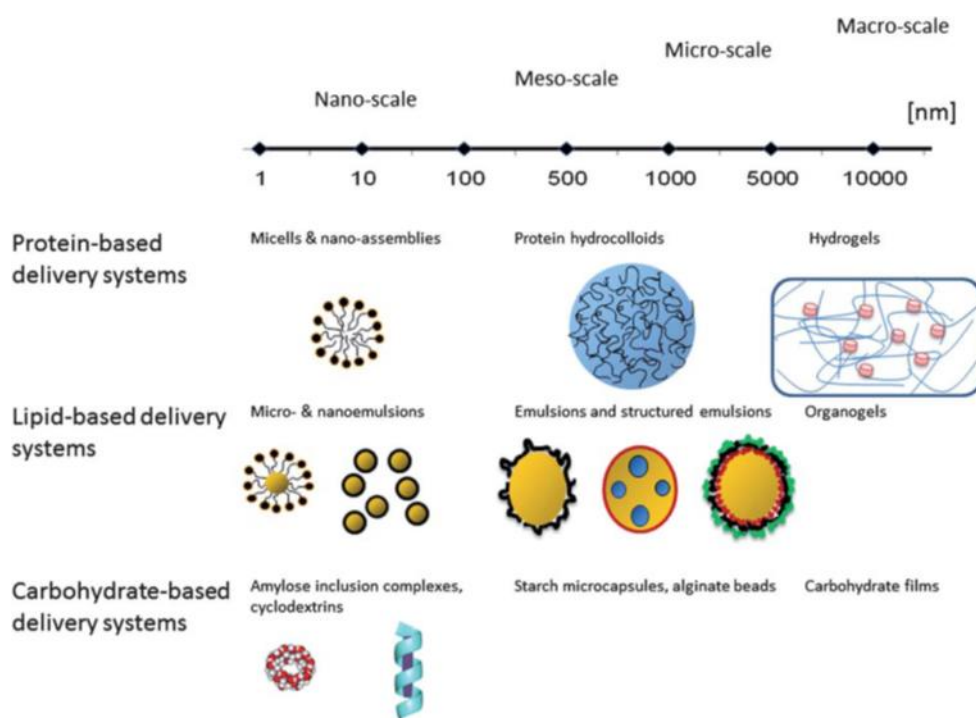 Macro-scale
Micro-scale
Meso-scale
Nano-scale
[nm]
1 10 100 500 1000 5000 10000
Protein-based
delivery systems
Micells & nano-assemblies
Protein hydrocolloids
Hydrogels
Lipid-based delivery
systems
Micro- & nanoemulsions
Emulsions and structured emulsions
Organogels
Carbohydrate-based
delivery systems
Amylose inclusion complexes,
cyclodextrins
Starch microcapsules, alginate beads
Carbohydrate films